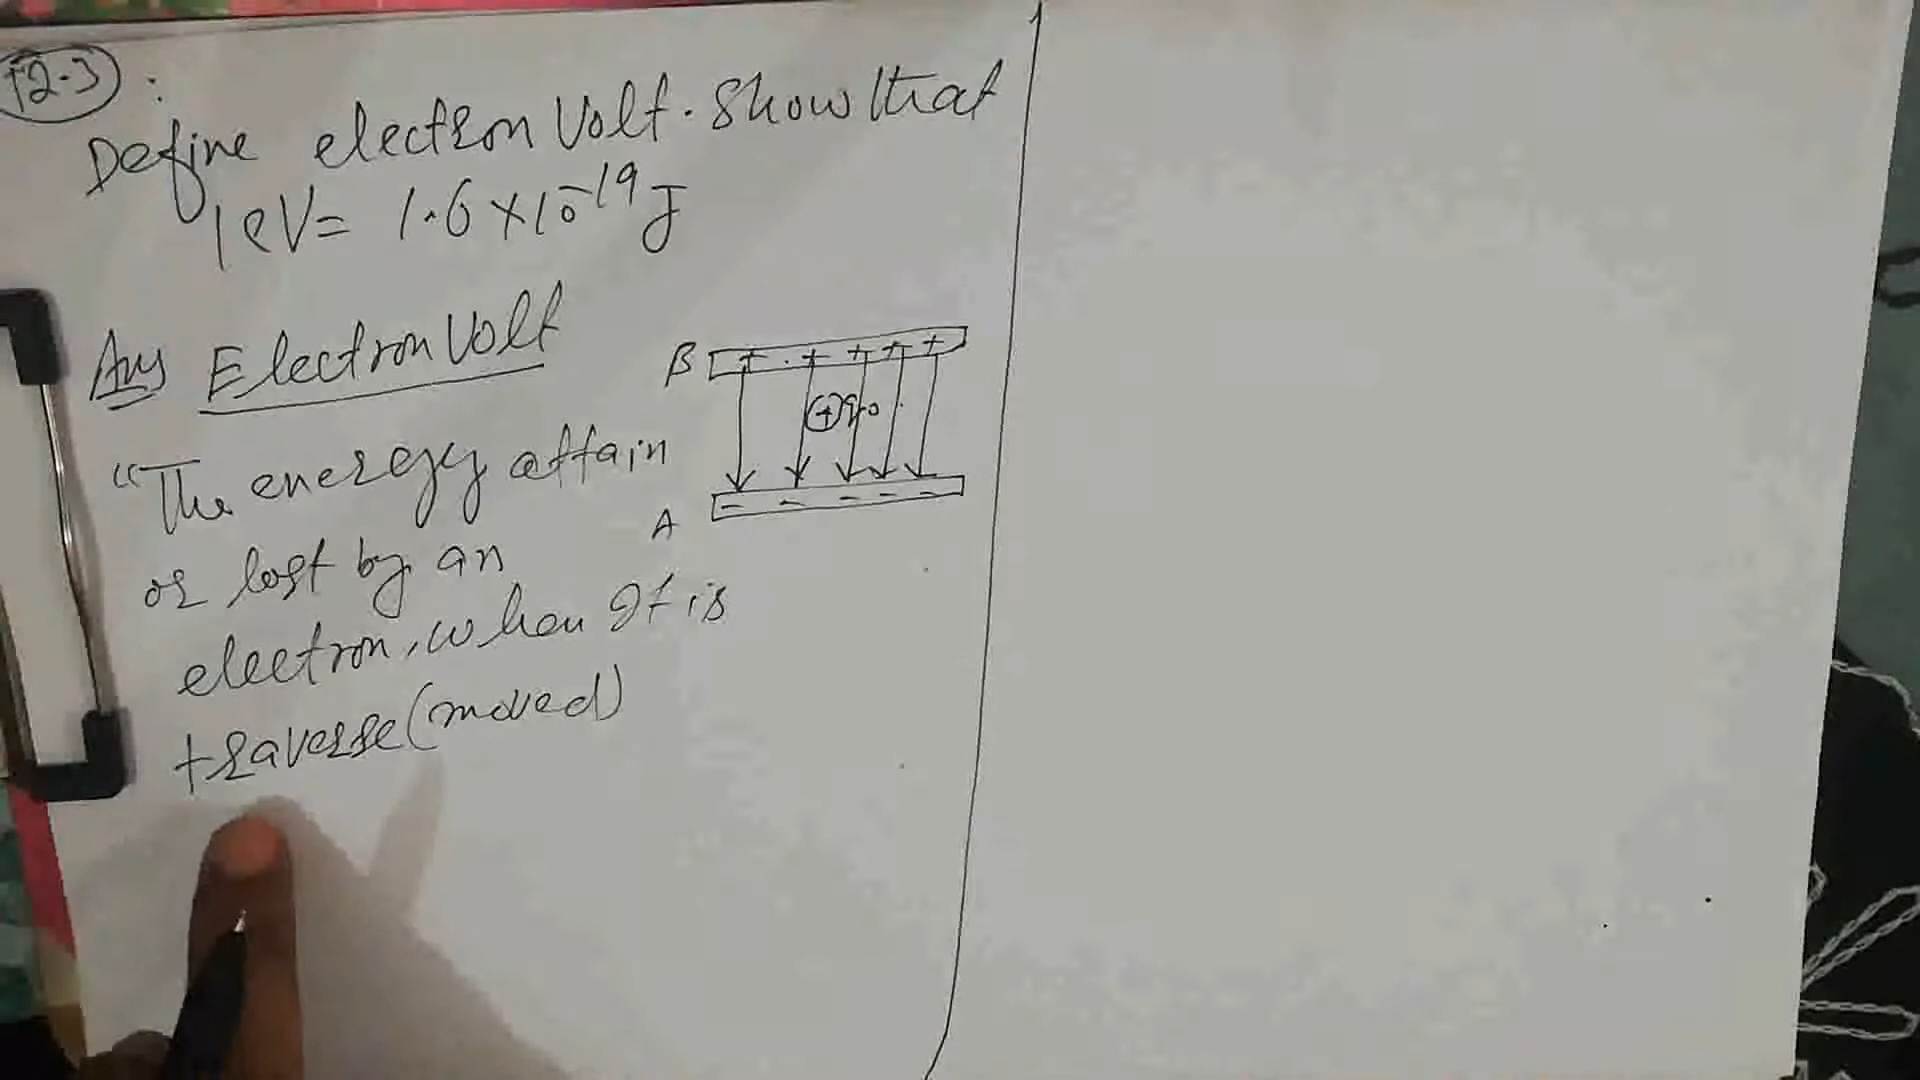 12.3 :
Define electron Volt. Show that
1eV = 1.6 × 10⁻¹⁹ J
Ans Electron Volt
B + . + + + +
⊕q₀
A - - - - -
"The energy attain
or lost by an
electron, when It is
traverse (moved)